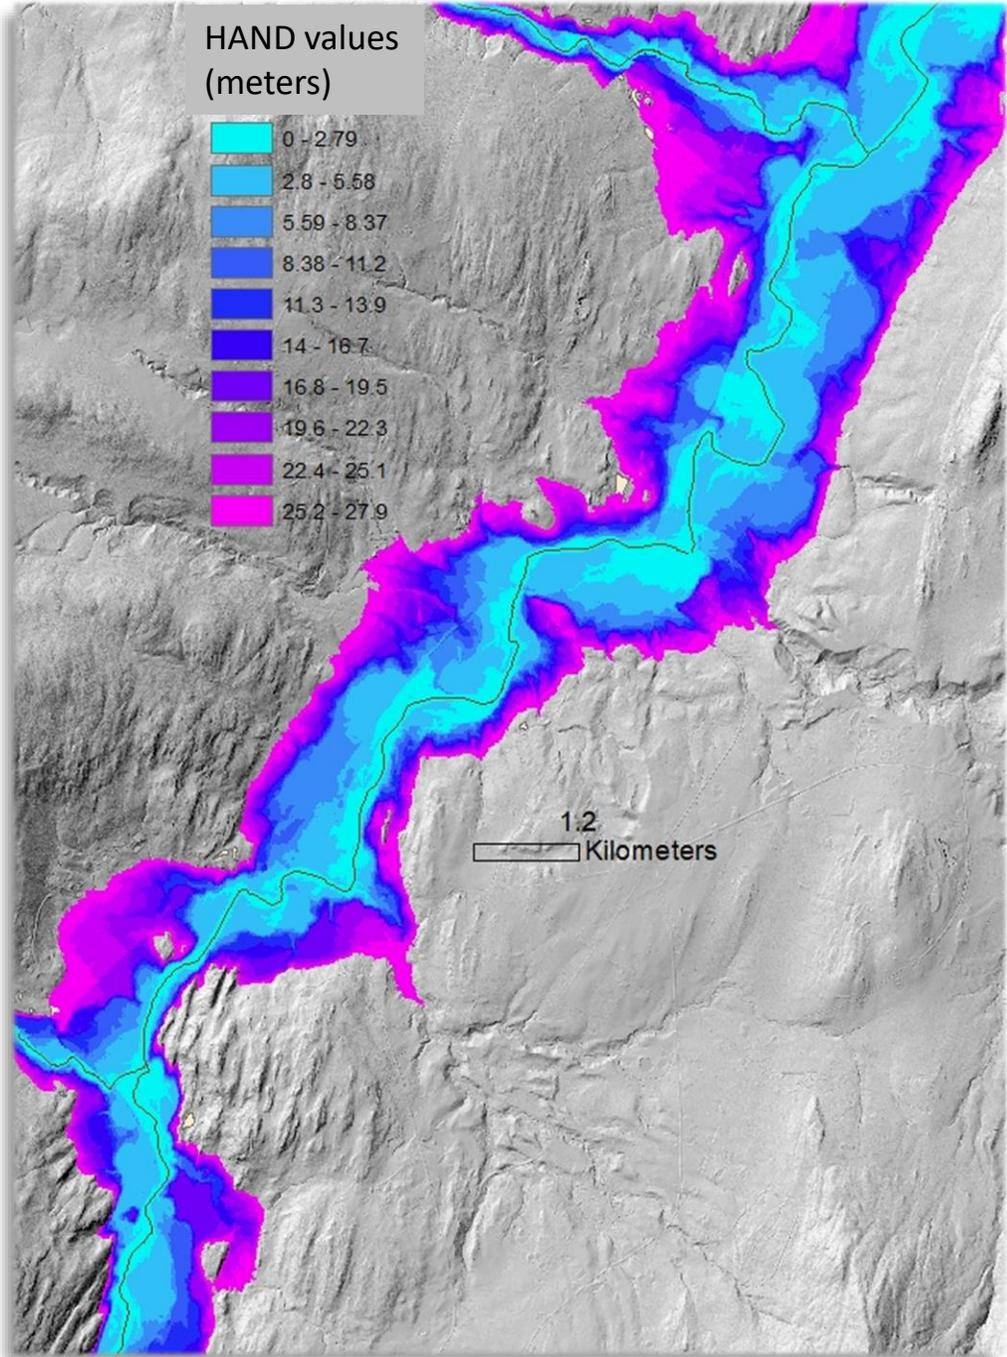 HAND values
(meters)
0 - 2.79
2.8 - 5.58
5.59 - 8.37
8.38 - 11.2
11.3 - 13.9
14 - 16.7
16.8 - 19.5
19.6 - 22.3
22.4 - 25.1
25.2 - 27.9
1.2
Kilometers